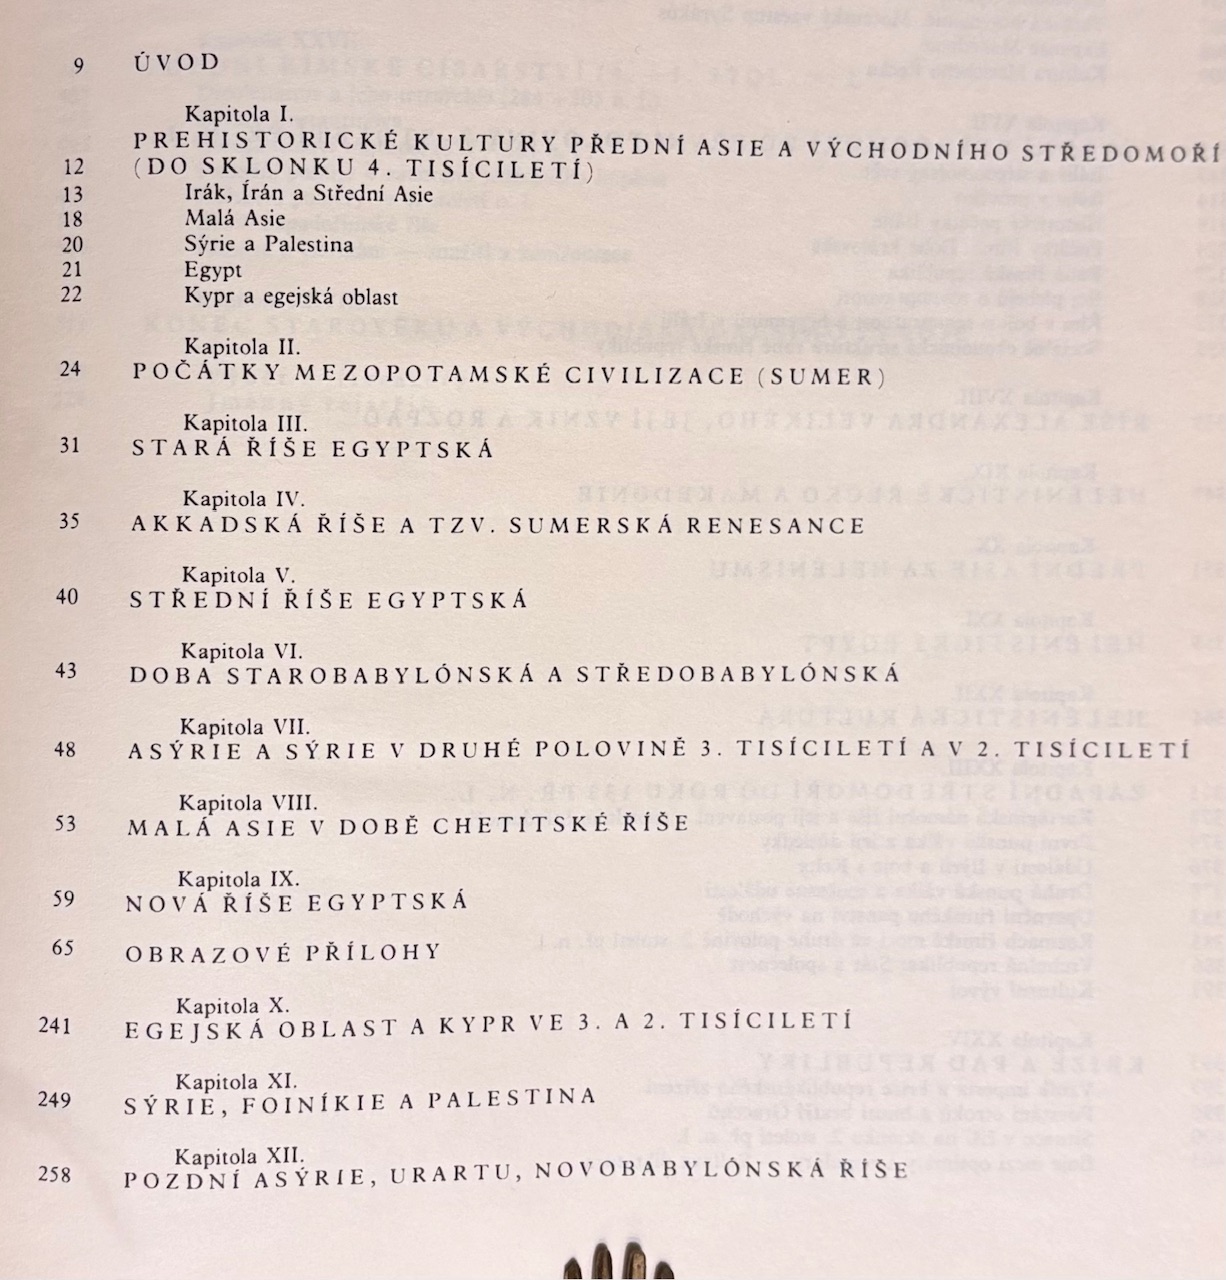 9 ÚVOD
Kapitola I.
PREHISTORICKÉ KULTURY PŘEDNÍ ASIE A VÝCHODNÍHO STŘEDOMOŘÍ
12 (DO SKLONKU 4. TISÍCILETÍ)
13 Irák, Írán a Střední Asie
18 Malá Asie
20 Sýrie a Palestina
21 Egypt
22 Kypr a egejská oblast
Kapitola II.
24 POČÁTKY MEZOPOTAMSKÉ CIVILIZACE (SUMER)
Kapitola III.
31 STARÁ ŘÍŠE EGYPTSKÁ
Kapitola IV.
35 AKKADSKÁ ŘÍŠE A TZV. SUMERSKÁ RENESANCE
Kapitola V.
40 STŘEDNÍ ŘÍŠE EGYPTSKÁ
Kapitola VI.
43 DOBA STAROBABYLÓNSKÁ A STŘEDOBABYLÓNSKÁ
Kapitola VII.
48 ASÝRIE A SÝRIE V DRUHÉ POLOVINĚ 3. TISÍCILETÍ A V 2. TISÍCILETÍ
Kapitola VIII.
53 MALÁ ASIE V DOBĚ CHETITSKÉ ŘÍŠE
Kapitola IX.
59 NOVÁ ŘÍŠE EGYPTSKÁ
65 OBRAZOVÉ PŘÍLOHY
Kapitola X.
241 EGEJSKÁ OBLAST A KYPR VE 3. A 2. TISÍCILETÍ
Kapitola XI.
249 SÝRIE, FOINÍKIE A PALESTINA
Kapitola XII.
258 POZDNÍ ASÝRIE, URARTU, NOVOBABYLÓNSKÁ ŘÍŠE